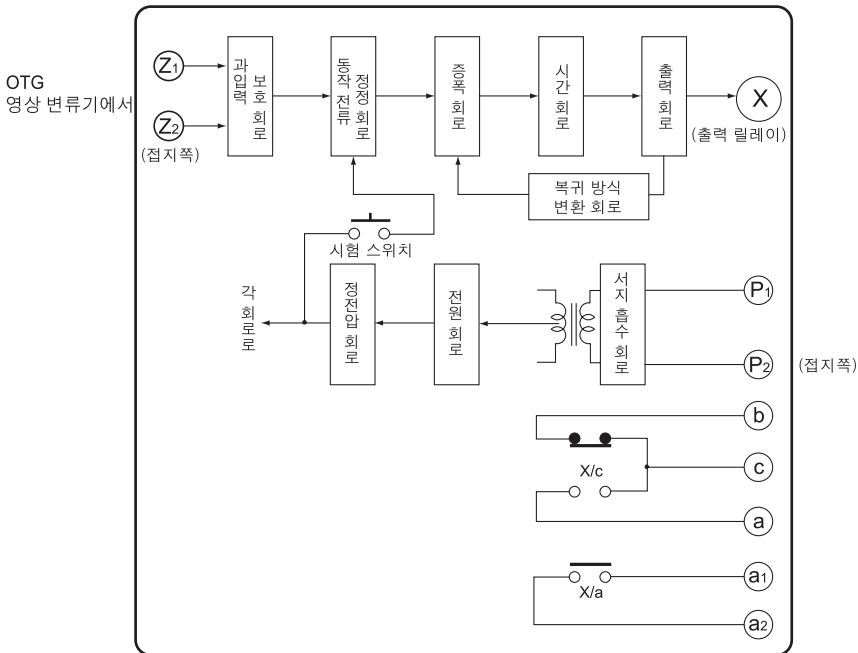 OTG
영상 변류기에서
Z1
Z2
(접지쪽)
과입력
보호 회로
동작 전류
정정 회로
증폭 회로
시간 회로
출력 회로
X
(출력 릴레이)
복귀 방식
변환 회로
시험 스위치
각 회로로
정전압 회로
전원 회로
서지 흡수 회로
P1
P2
(접지쪽)
b
X/c
c
a
a1
X/a
a2